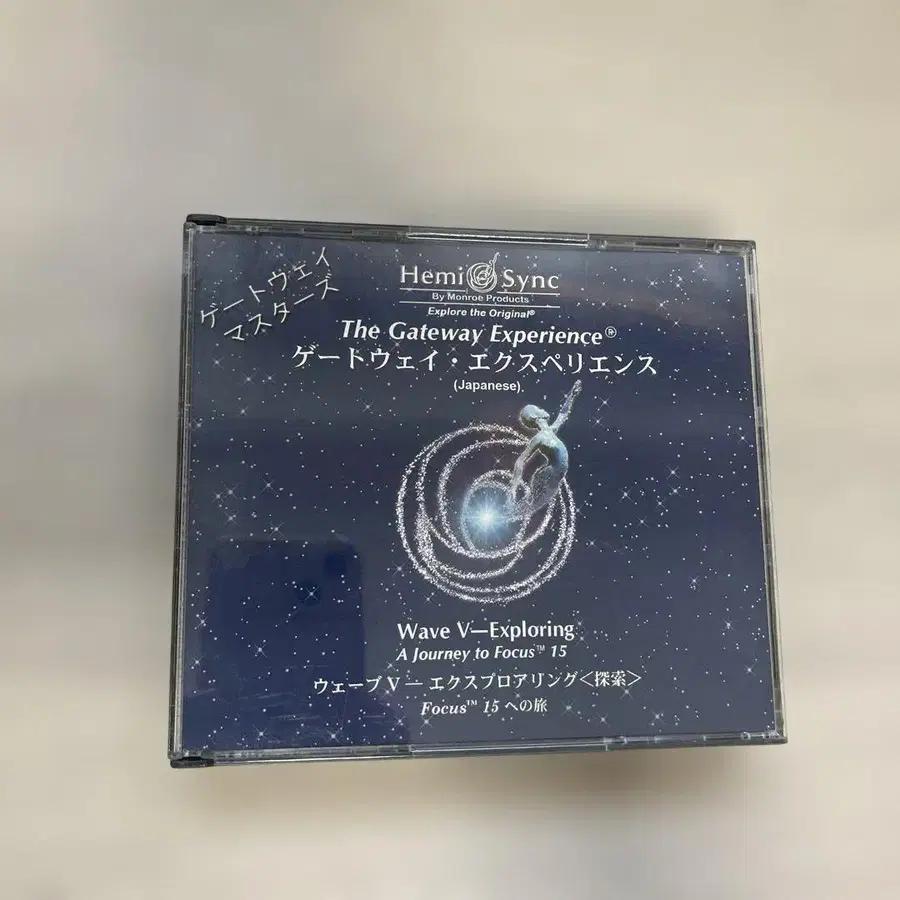 ゲートウェイ
マスターズ
Hemi Sync
By Monroe Products
Explore the Original®
The Gateway Experience®
ゲートウェイ・エクスペリエンス
(Japanese)
Wave V—Exploring
A Journey to Focus™ 15
ウェーブ V — エクスプロアリング<探索>
Focus™ 15 への旅